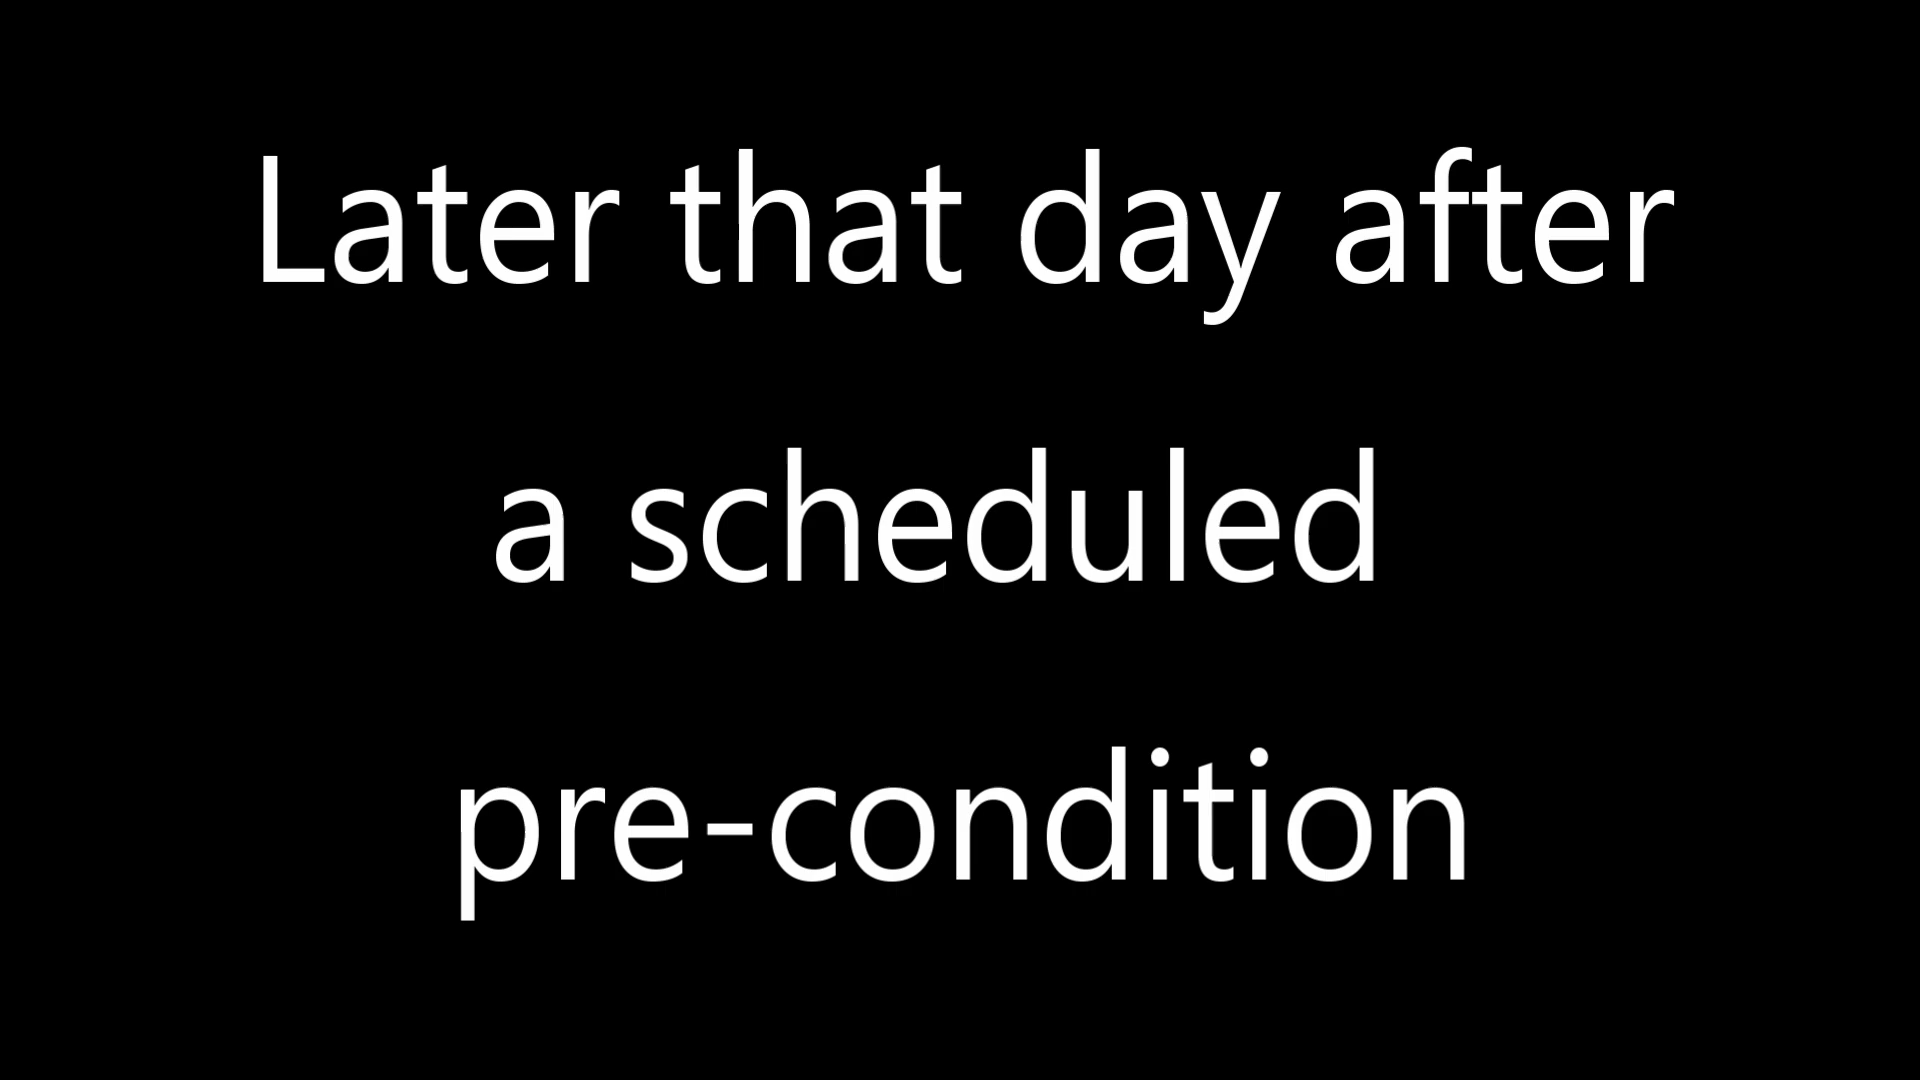 Later that day after
a scheduled
pre-condition